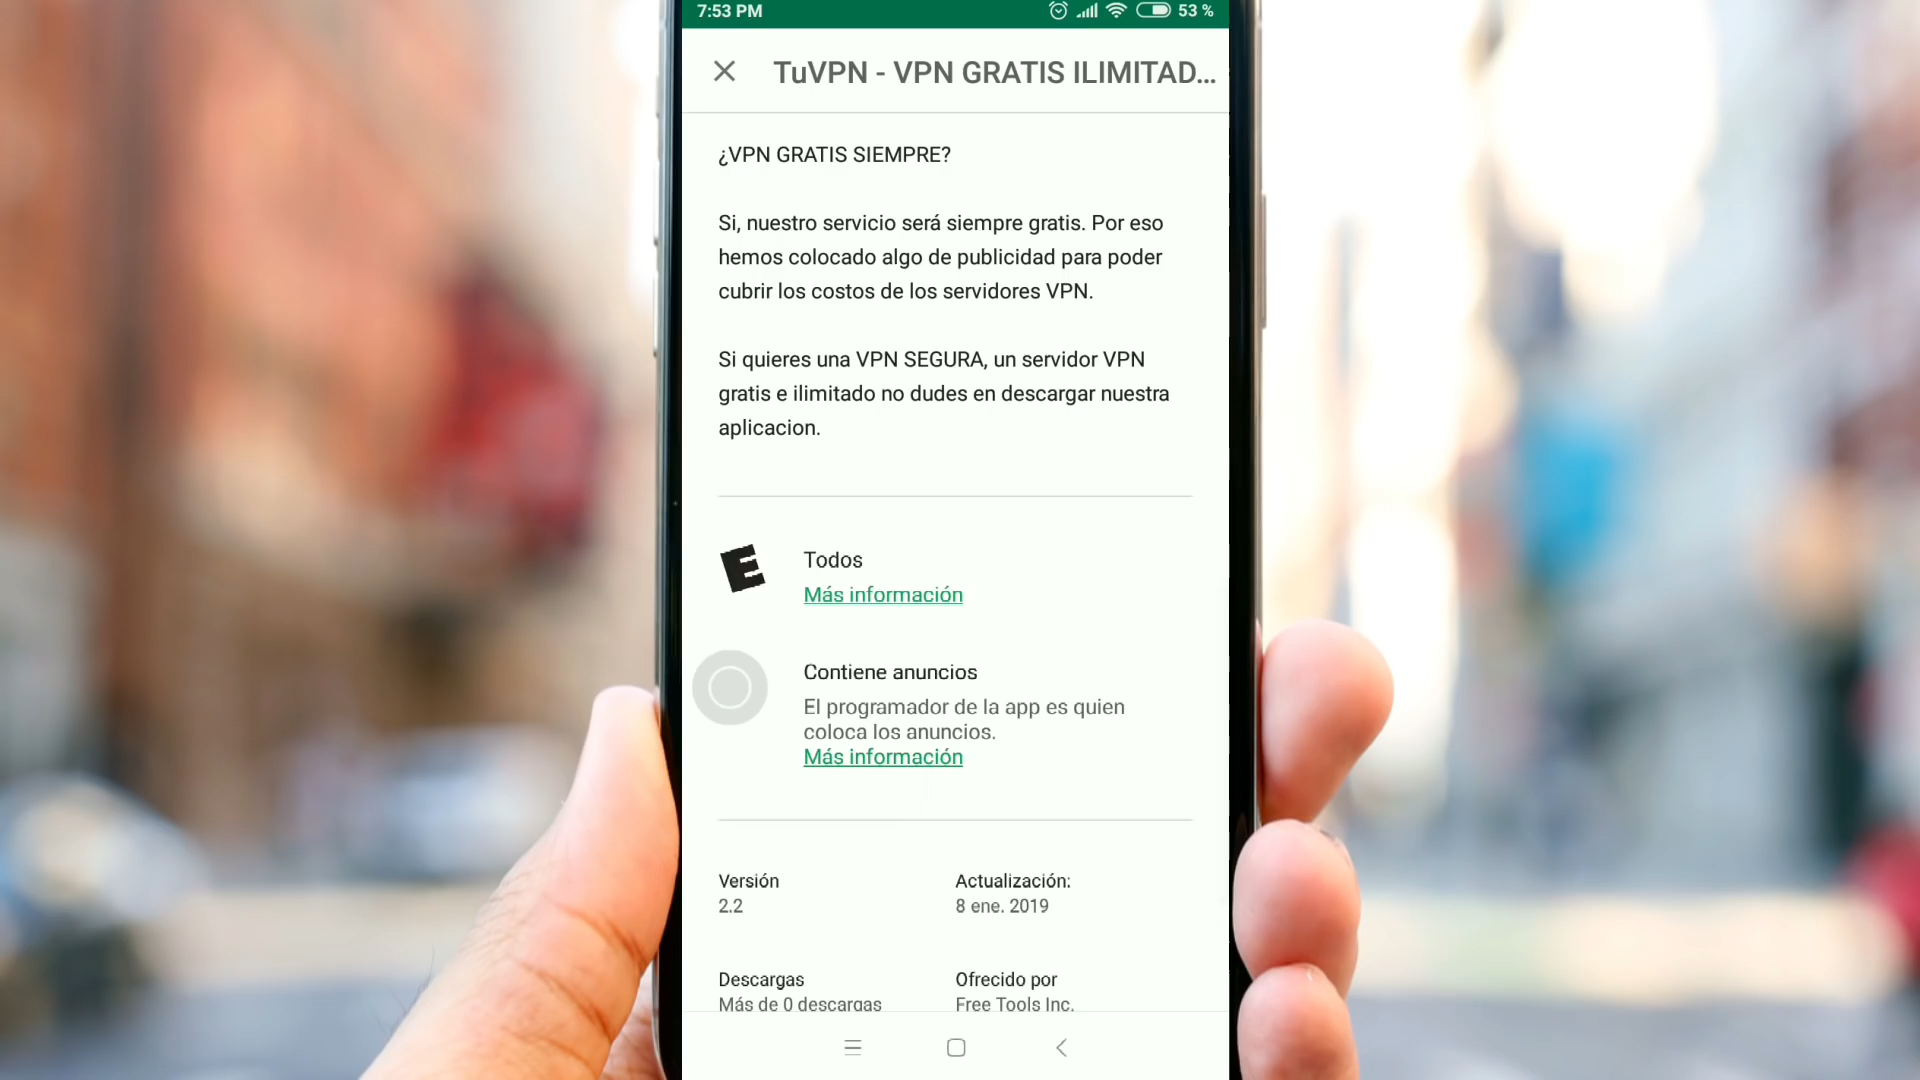 7:53 PM
53 %
TuVPN - VPN GRATIS ILIMITAD...
¿VPN GRATIS SIEMPRE?
Si, nuestro servicio será siempre gratis. Por eso
hemos colocado algo de publicidad para poder
cubrir los costos de los servidores VPN.
Si quieres una VPN SEGURA, un servidor VPN
gratis e ilimitado no dudes en descargar nuestra
aplicacion.
E
Todos
Más información
Contiene anuncios
El programador de la app es quien
coloca los anuncios.
Más información
Versión
Actualización:
2.2
8 ene. 2019
Descargas
Ofrecido por
Más de 0 descargas
Free Tools Inc.